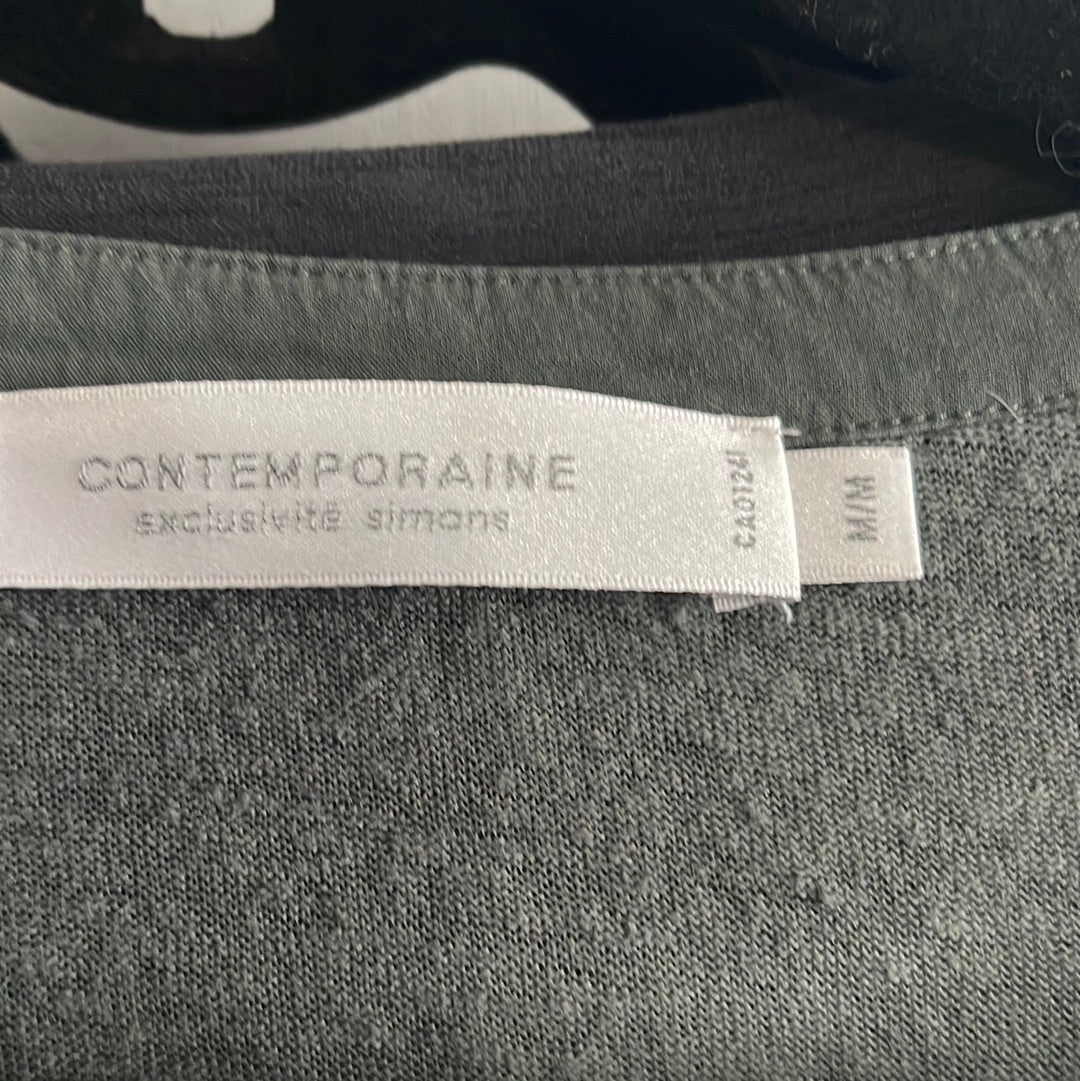 CONTEMPORAINE
exclusivité simons
CA01241
M/M